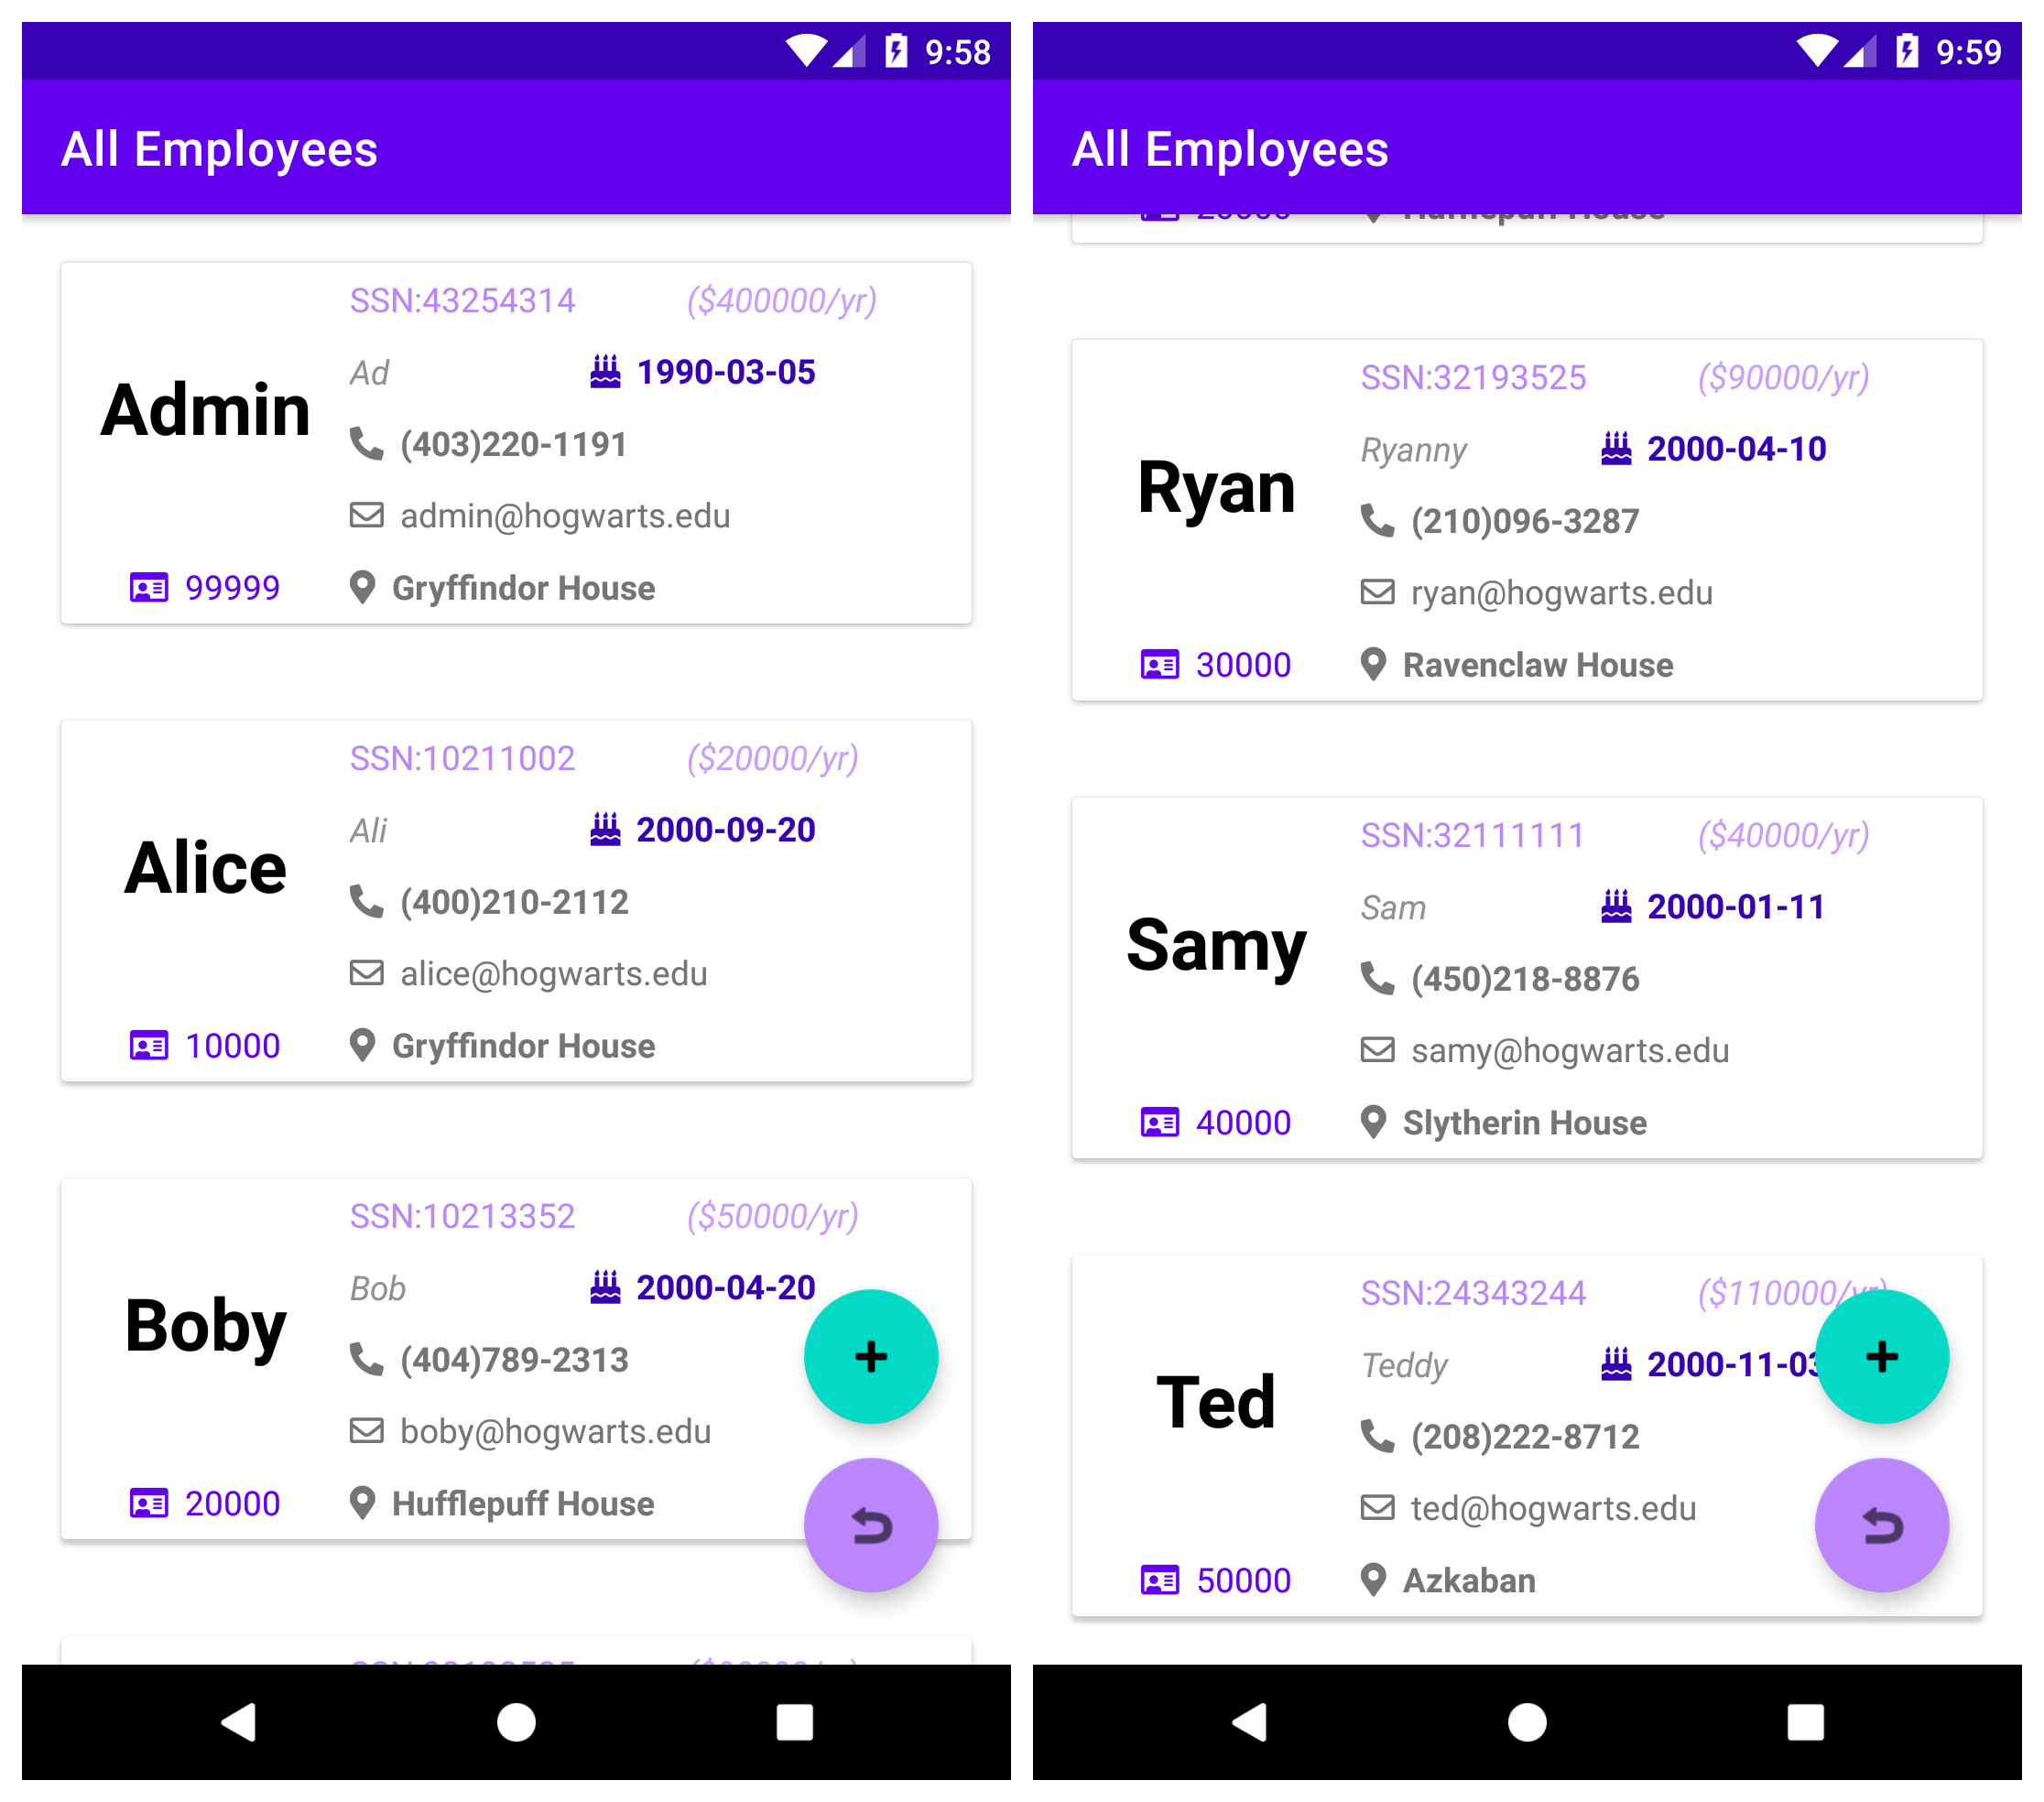 9:58
All Employees
SSN:43254314 ($400000/yr)
Ad 1990-03-05
Admin
(403)220-1191
admin@hogwarts.edu
99999 Gryffindor House
SSN:10211002 ($20000/yr)
Ali 2000-09-20
Alice
(400)210-2112
alice@hogwarts.edu
10000 Gryffindor House
SSN:10213352 ($50000/yr)
Bob 2000-04-20
Boby
(404)789-2313
boby@hogwarts.edu
20000 Hufflepuff House
9:59
All Employees
20000 Hufflepuff House
SSN:32193525 ($90000/yr)
Ryanny 2000-04-10
Ryan
(210)096-3287
ryan@hogwarts.edu
30000 Ravenclaw House
SSN:32111111 ($40000/yr)
Sam 2000-01-11
Samy
(450)218-8876
samy@hogwarts.edu
40000 Slytherin House
SSN:24343244 ($110000/yr)
Teddy 2000-11-03
Ted
(208)222-8712
ted@hogwarts.edu
50000 Azkaban